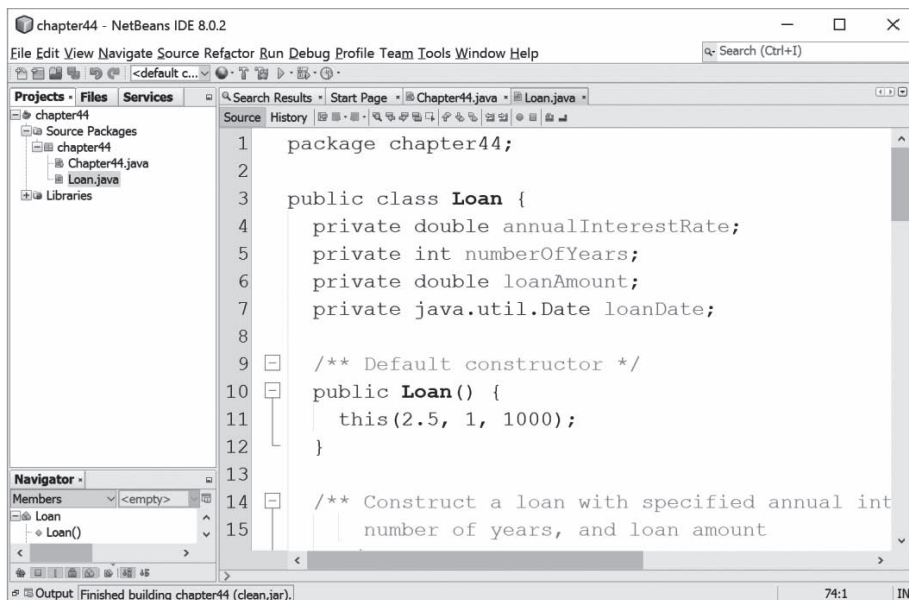 chapter44 - NetBeans IDE 8.0.2
File Edit View Navigate Source Refactor Run Debug Profile Team Tools Window Help
Search (Ctrl+I)
<default c...
Projects Files Services
chapter44
Source Packages
chapter44
Chapter44.java
Loan.java
Libraries
Search Results Start Page Chapter44.java Loan.java
Source History
1 package chapter44;
2
3 public class Loan {
4 private double annualInterestRate;
5 private int numberOfYears;
6 private double loanAmount;
7 private java.util.Date loanDate;
8
9 /** Default constructor */
10 public Loan() {
11 this(2.5, 1, 1000);
12 }
13
14 /** Construct a loan with specified annual int
15 number of years, and loan amount
Navigator
Members <empty>
Loan
Loan()
Output Finished building chapter44 (clean,jar).
74:1 IN